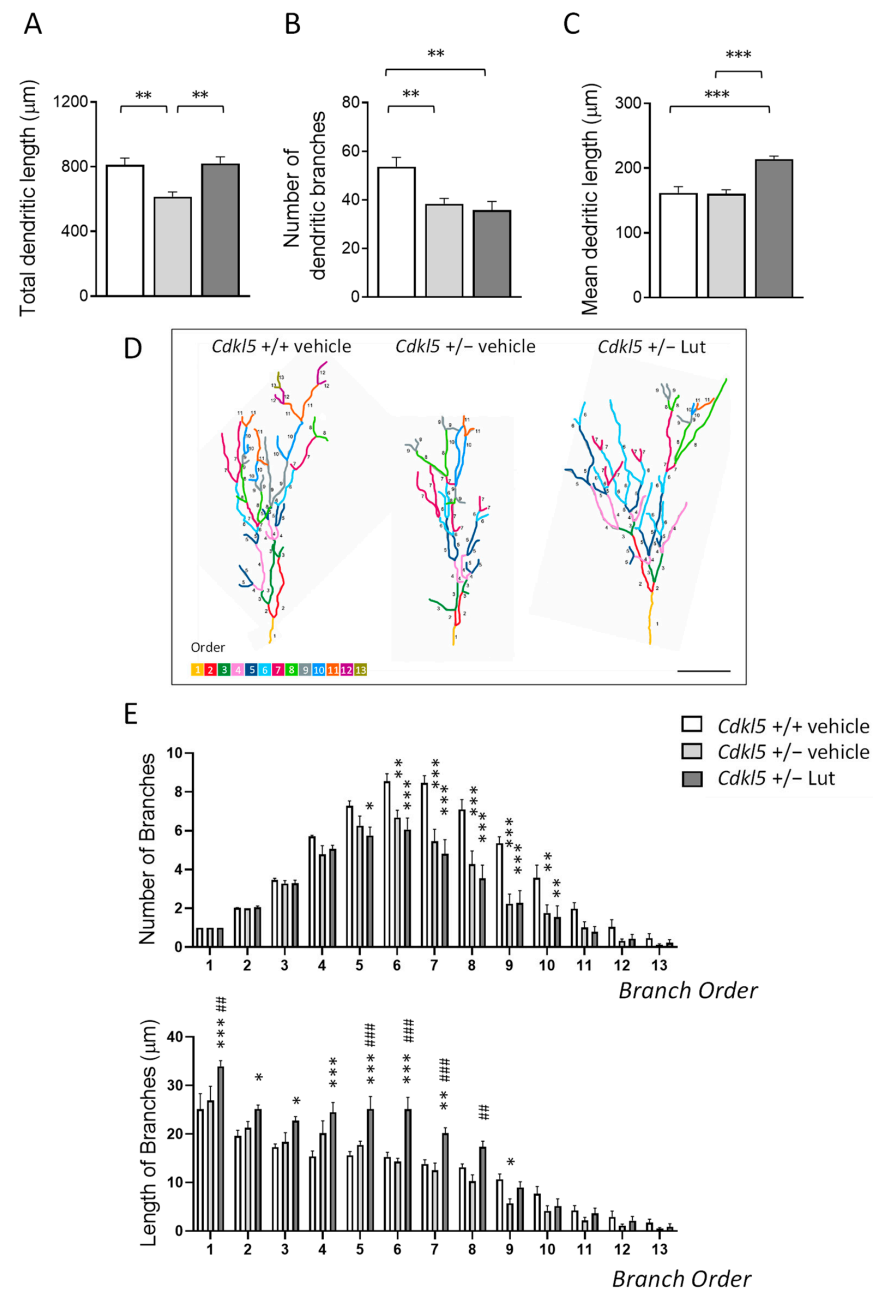 A
B
C
**
**
1200
800
400
0
Total dendritic length (μm)
**
**
80
60
40
20
0
Number of
dendritic branches
***
***
300
200
100
0
Mean dedritic length (μm)
D
Cdkl5 +/+ vehicle
Cdkl5 +/− vehicle
Cdkl5 +/− Lut
Order
1 2 3 4 5 6 7 8 9 10 11 12 13
E
Cdkl5 +/+ vehicle
Cdkl5 +/− vehicle
Cdkl5 +/− Lut
10
8
6
4
2
0
Number of Branches
*
**
***
***
***
***
***
***
***
**
**
1 2 3 4 5 6 7 8 9 10 11 12 13
Branch Order
40
30
20
10
0
Length of Branches (μm)
*** ##
*
*
***
*** ###
*** ###
** ###
##
*
1 2 3 4 5 6 7 8 9 10 11 12 13
Branch Order